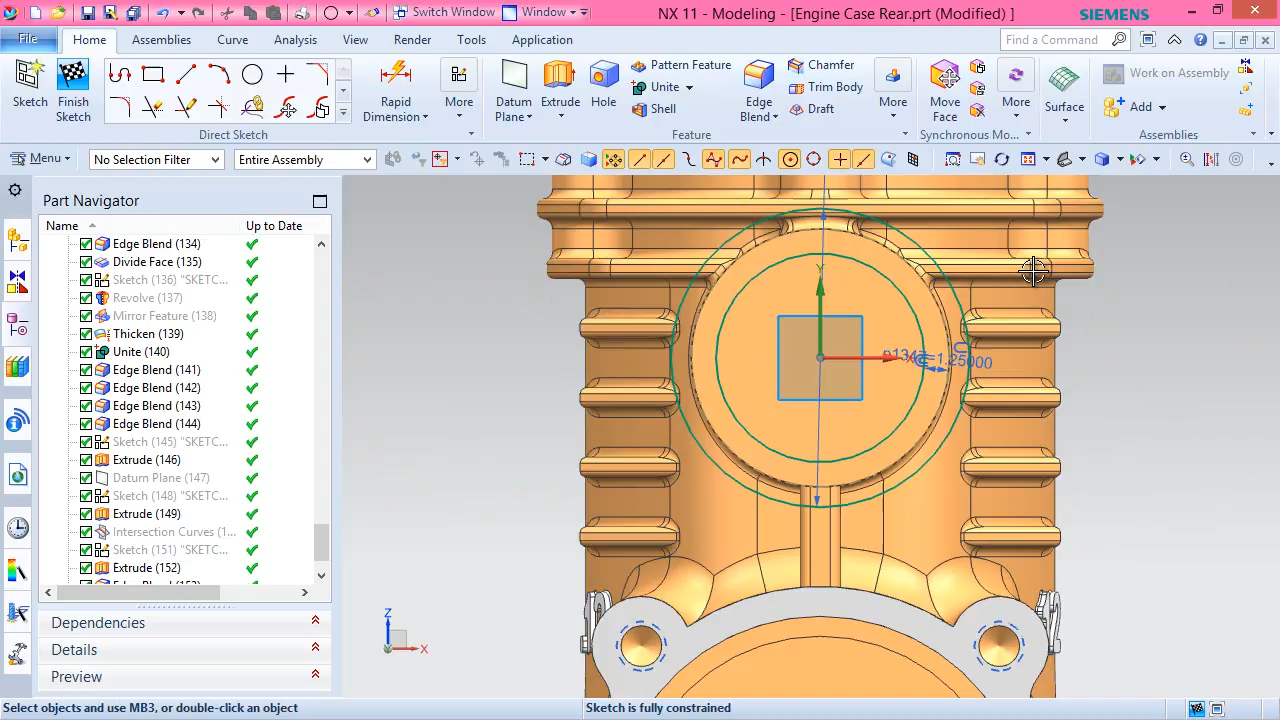 Switch Window
Window
NX 11 - Modeling - [Engine Case Rear.prt (Modified) ]
SIEMENS
File
Home
Assemblies
Curve
Analysis
View
Render
Tools
Application
Find a Command
Sketch
Finish Sketch
Direct Sketch
Rapid Dimension
More
Datum Plane
Extrude
Hole
Pattern Feature
Unite
Shell
Edge Blend
Chamfer
Trim Body
Draft
More
Feature
Move Face
More
Synchronous Mo...
Surface
Work on Assembly
Add
Assemblies
Menu
No Selection Filter
Entire Assembly
Part Navigator
Name
Up to Date
Edge Blend (134)
Divide Face (135)
Sketch (136) "SKETC...
Revolve (137)
Mirror Feature (138)
Thicken (139)
Unite (140)
Edge Blend (141)
Edge Blend (142)
Edge Blend (143)
Edge Blend (144)
Sketch (145) "SKETC...
Extrude (146)
Datum Plane (147)
Sketch (148) "SKETC...
Extrude (149)
Intersection Curves (1...
Sketch (151) "SKETC...
Extrude (152)
Dependencies
Details
Preview
Y
Z
X
Select objects and use MB3, or double-click an object
Sketch is fully constrained